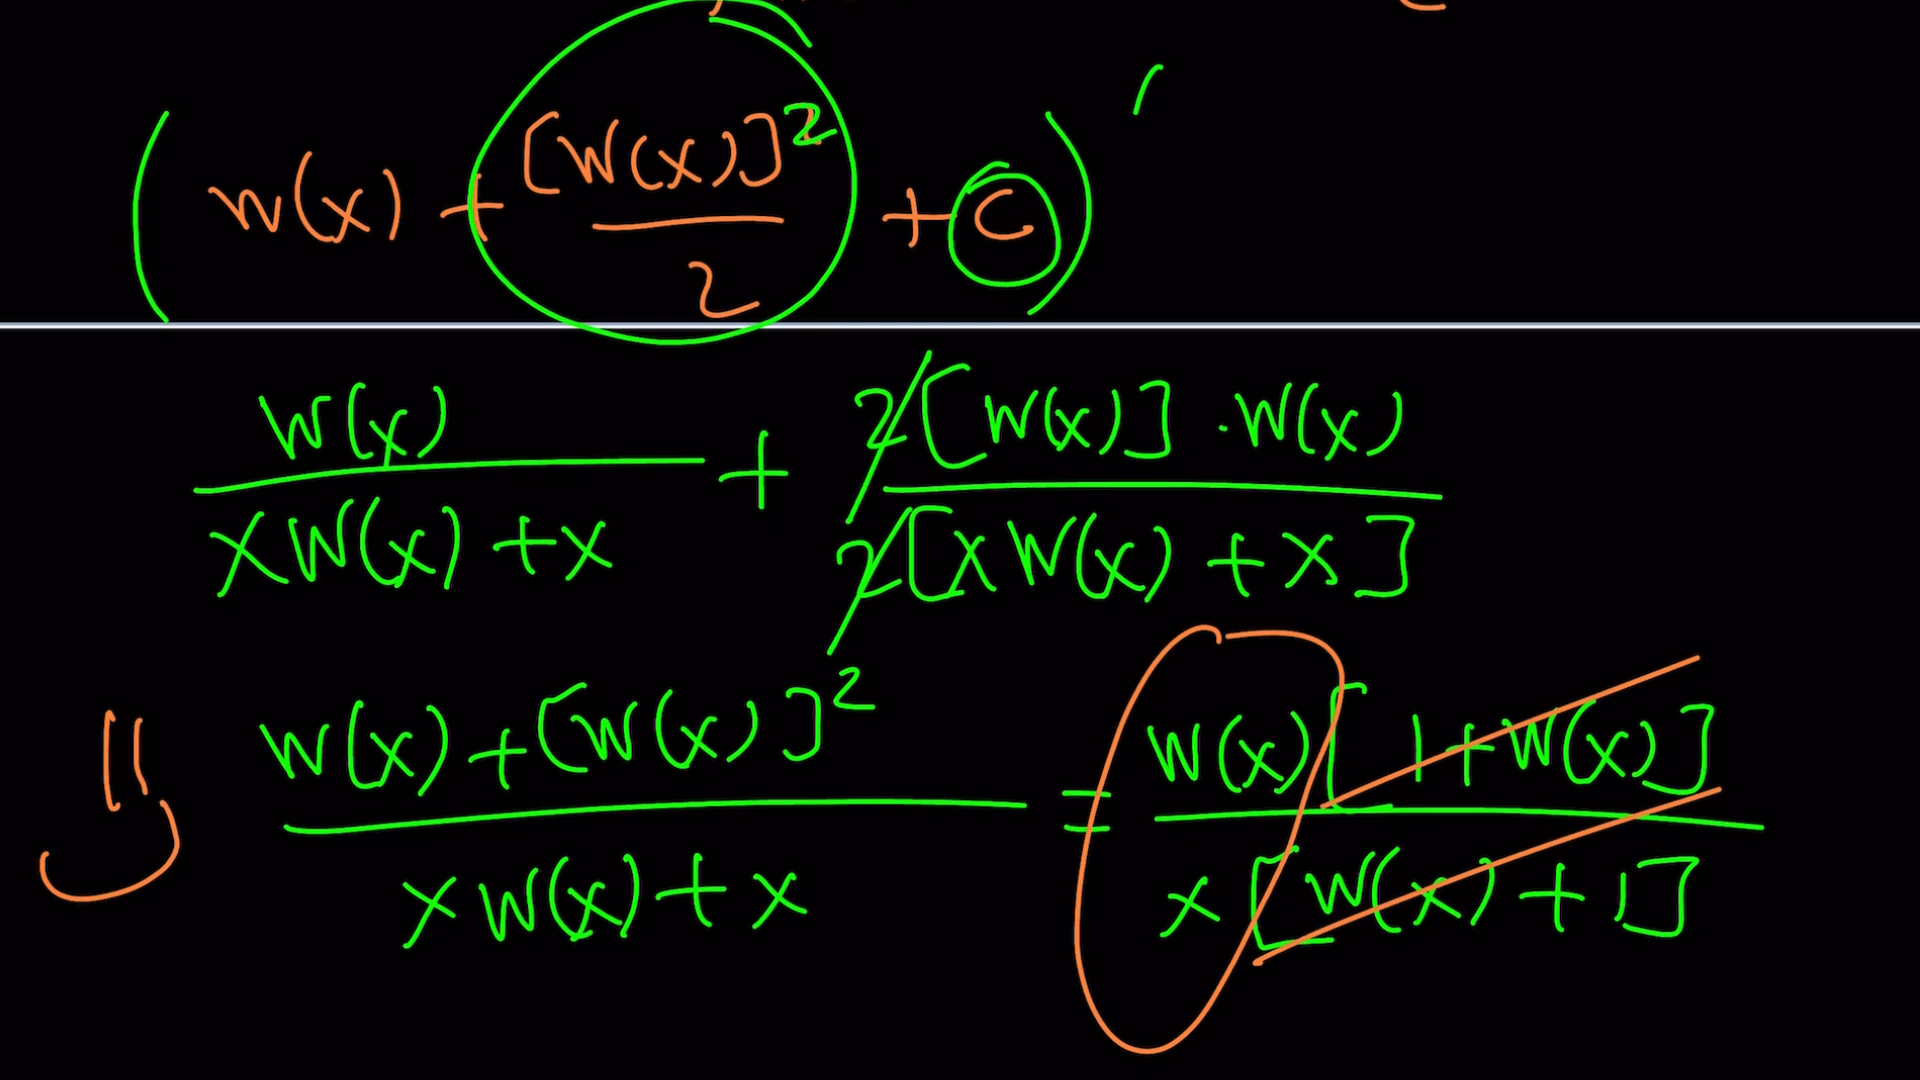 ( W(x) + [W(x)]²/2 + C )′
W(x)/(xW(x) + x) + 2[W(x)] · W(x)/(2[xW(x) + x])
(W(x) + [W(x)]²)/(xW(x) + x) = W(x)[1 + W(x)]/(x[W(x) + 1])